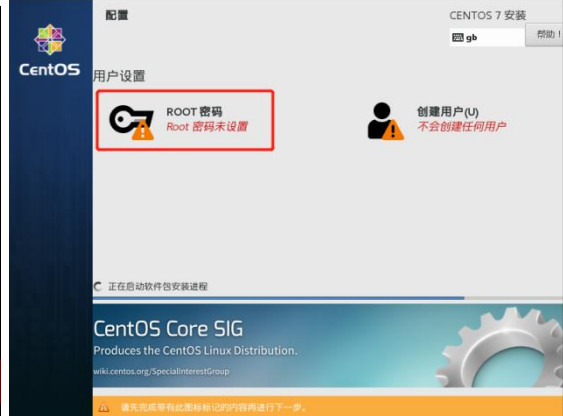 配置
CENTOS 7 安装
gb
帮助！
CentOS
用户设置
ROOT 密码
Root 密码未设置
创建用户(U)
不会创建任何用户
正在启动软件包安装进程
CentOS Core SIG
Produces the CentOS Linux Distribution.
wiki.centos.org/SpecialInterestGroup
请先完成带有此图标标记的内容再进行下一步。